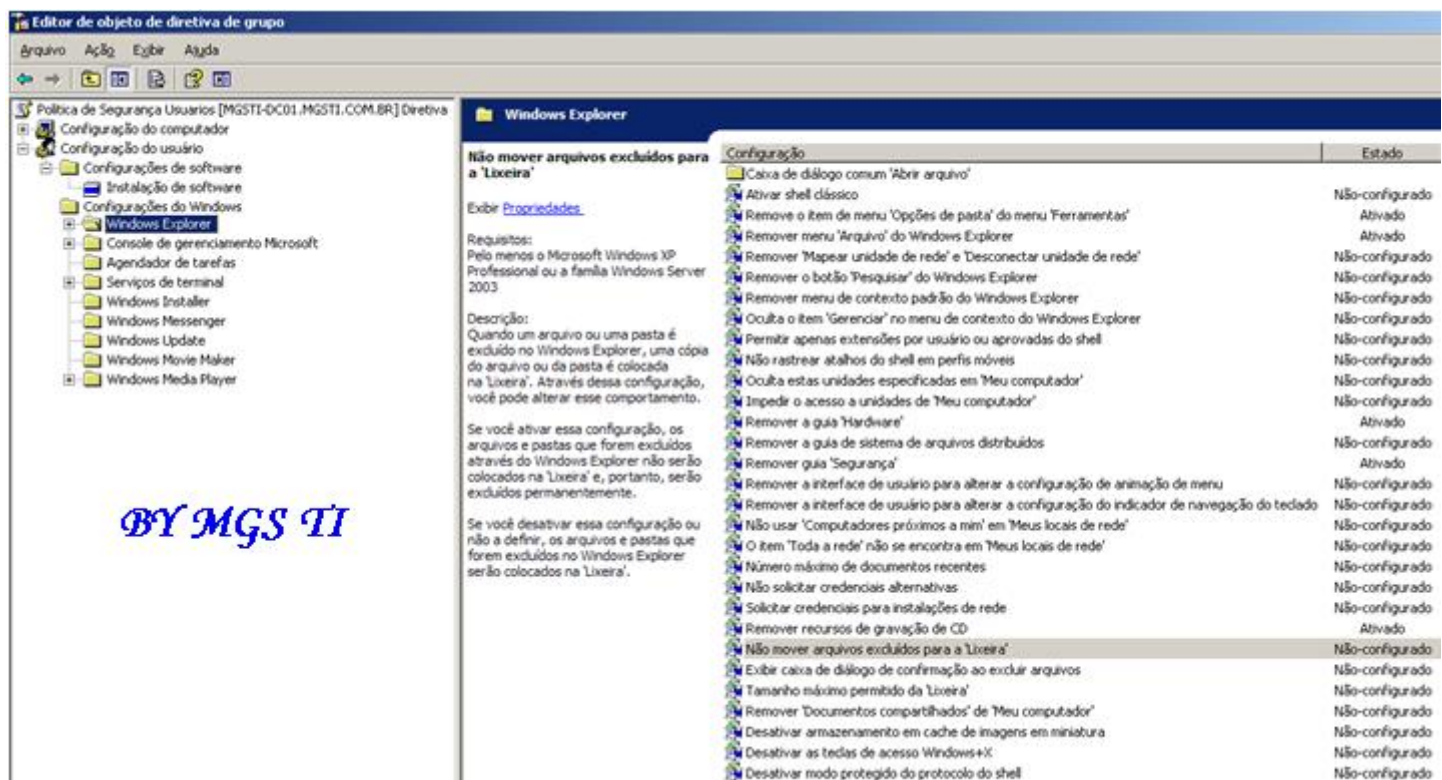 Editor de objeto de diretiva de grupo
Arquivo Ação Exibir Ajuda
Política de Segurança Usuarios [MGSTI-DC01.MGSTI.COM.BR] Diretiva
Configuração do computador
Configuração do usuário
Configurações de software
Instalação de software
Configurações do Windows
Windows Explorer
Console de gerenciamento Microsoft
Agendador de tarefas
Serviços de terminal
Windows Installer
Windows Messenger
Windows Update
Windows Movie Maker
Windows Media Player
BY MGS TI
Windows Explorer
Não mover arquivos excluídos para
a 'Lixeira'
Exibir Propriedades
Requisitos:
Pelo menos o Microsoft Windows XP
Professional ou a família Windows Server
2003
Descrição:
Quando um arquivo ou uma pasta é
excluído no Windows Explorer, uma cópia
do arquivo ou da pasta é colocada
na 'Lixeira'. Através dessa configuração,
você pode alterar esse comportamento.
Se você ativar essa configuração, os
arquivos e pastas que forem excluídos
através do Windows Explorer não serão
colocados na 'Lixeira' e, portanto, serão
excluídos permanentemente.
Se você desativar essa configuração ou
não a definir, os arquivos e pastas que
forem excluídos no Windows Explorer
serão colocados na 'Lixeira'.
Configuração Estado
Caixa de diálogo comum 'Abrir arquivo'
Ativar shell clássico Não-configurado
Remove o item de menu 'Opções de pasta' do menu 'Ferramentas' Ativado
Remover menu 'Arquivo' do Windows Explorer Ativado
Remover 'Mapear unidade de rede' e 'Desconectar unidade de rede' Não-configurado
Remover o botão 'Pesquisar' do Windows Explorer Não-configurado
Remover menu de contexto padrão do Windows Explorer Não-configurado
Oculta o item 'Gerenciar' no menu de contexto do Windows Explorer Não-configurado
Permitir apenas extensões por usuário ou aprovadas do shell Não-configurado
Não rastrear atalhos do shell em perfis móveis Não-configurado
Oculta estas unidades especificadas em 'Meu computador' Não-configurado
Impedir o acesso a unidades de 'Meu computador' Não-configurado
Remover a guia 'Hardware' Ativado
Remover a guia de sistema de arquivos distribuídos Não-configurado
Remover guia 'Segurança' Ativado
Remover a interface de usuário para alterar a configuração de animação de menu Não-configurado
Remover a interface de usuário para alterar a configuração do indicador de navegação do teclado Não-configurado
Não usar 'Computadores próximos a mim' em 'Meus locais de rede' Não-configurado
O item 'Toda a rede' não se encontra em 'Meus locais de rede' Não-configurado
Número máximo de documentos recentes Não-configurado
Não solicitar credenciais alternativas Não-configurado
Solicitar credenciais para instalações de rede Não-configurado
Remover recursos de gravação de CD Ativado
Não mover arquivos excluídos para a 'Lixeira' Não-configurado
Exibir caixa de diálogo de confirmação ao excluir arquivos Não-configurado
Tamanho máximo permitido da 'Lixeira' Não-configurado
Remover 'Documentos compartilhados' de 'Meu computador' Não-configurado
Desativar armazenamento em cache de imagens em miniatura Não-configurado
Desativar as teclas de acesso Windows+X Não-configurado
Desativar modo protegido do protocolo do shell Não-configurado